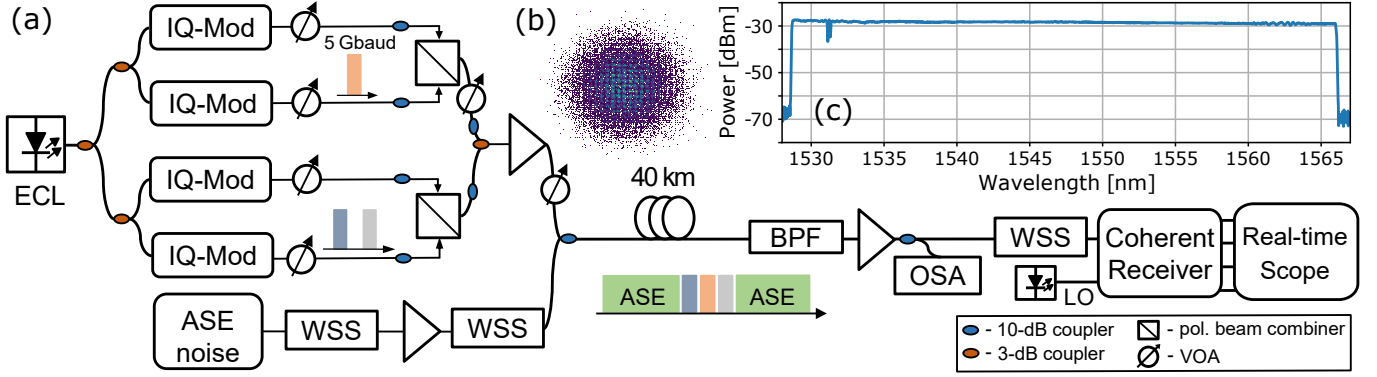 (a)
IQ-Mod
5 Gbaud
IQ-Mod
ECL
IQ-Mod
IQ-Mod
ASE
noise
WSS
WSS
(b)
(c)
Power [dBm]
-30
-50
-70
1530
1535
1540
1545
1550
1555
1560
1565
Wavelength [nm]
40 km
BPF
OSA
WSS
LO
Coherent
Receiver
Real-time
Scope
ASE
ASE
- 10-dB coupler
- 3-dB coupler
- pol. beam combiner
- VOA